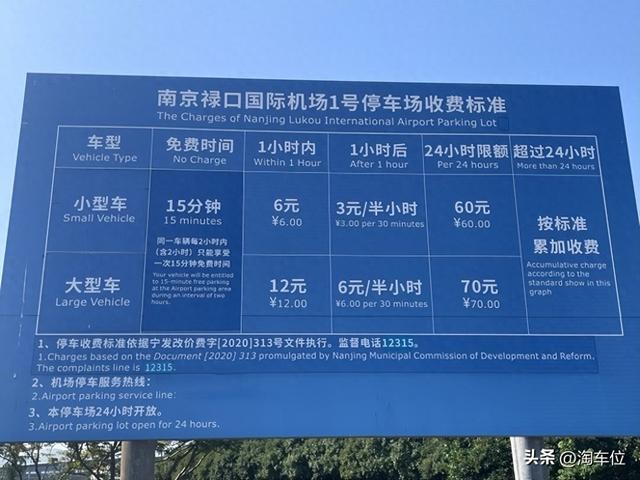 南京禄口国际机场1号停车场收费标准
The Charges of Nanjing Lukou International Airport Parking Lot
车型 免费时间 1小时内 1小时后 24小时限额 超过24小时
Vehicle Type No Charge Within 1 Hour After 1 hour Per 24 hours More than 24 hours
小型车 15分钟 6元 3元/半小时 60元
Small Vehicle 15 minutes ¥6.00 ¥3.00 per 30 minutes ¥60.00
同一车辆每2小时内
(含2小时)只能享受
一次15分钟免费时间
Your vehicle will be entitled
to 15-minute free parking
at the Airport parking area
during an interval of two
hours.
按标准
累加收费
Accumulative charge
according to the
standard show in this
graph
大型车 12元 6元/半小时 70元
Large Vehicle ¥12.00 ¥6.00 per 30 minutes ¥70.00
1、停车收费标准依据宁发改价费字[2020]313号文件执行。监督电话12315。
1.Charges based on the Document [2020] 313 promulgated by Nanjing Municipal Commission of Development and Reform.
The complaints line is 12315.
2、机场停车服务热线：
2.Airport parking service line:
3、本停车场24小时开放。
3.Airport parking lot open for 24 hours.
头条 @淘车位